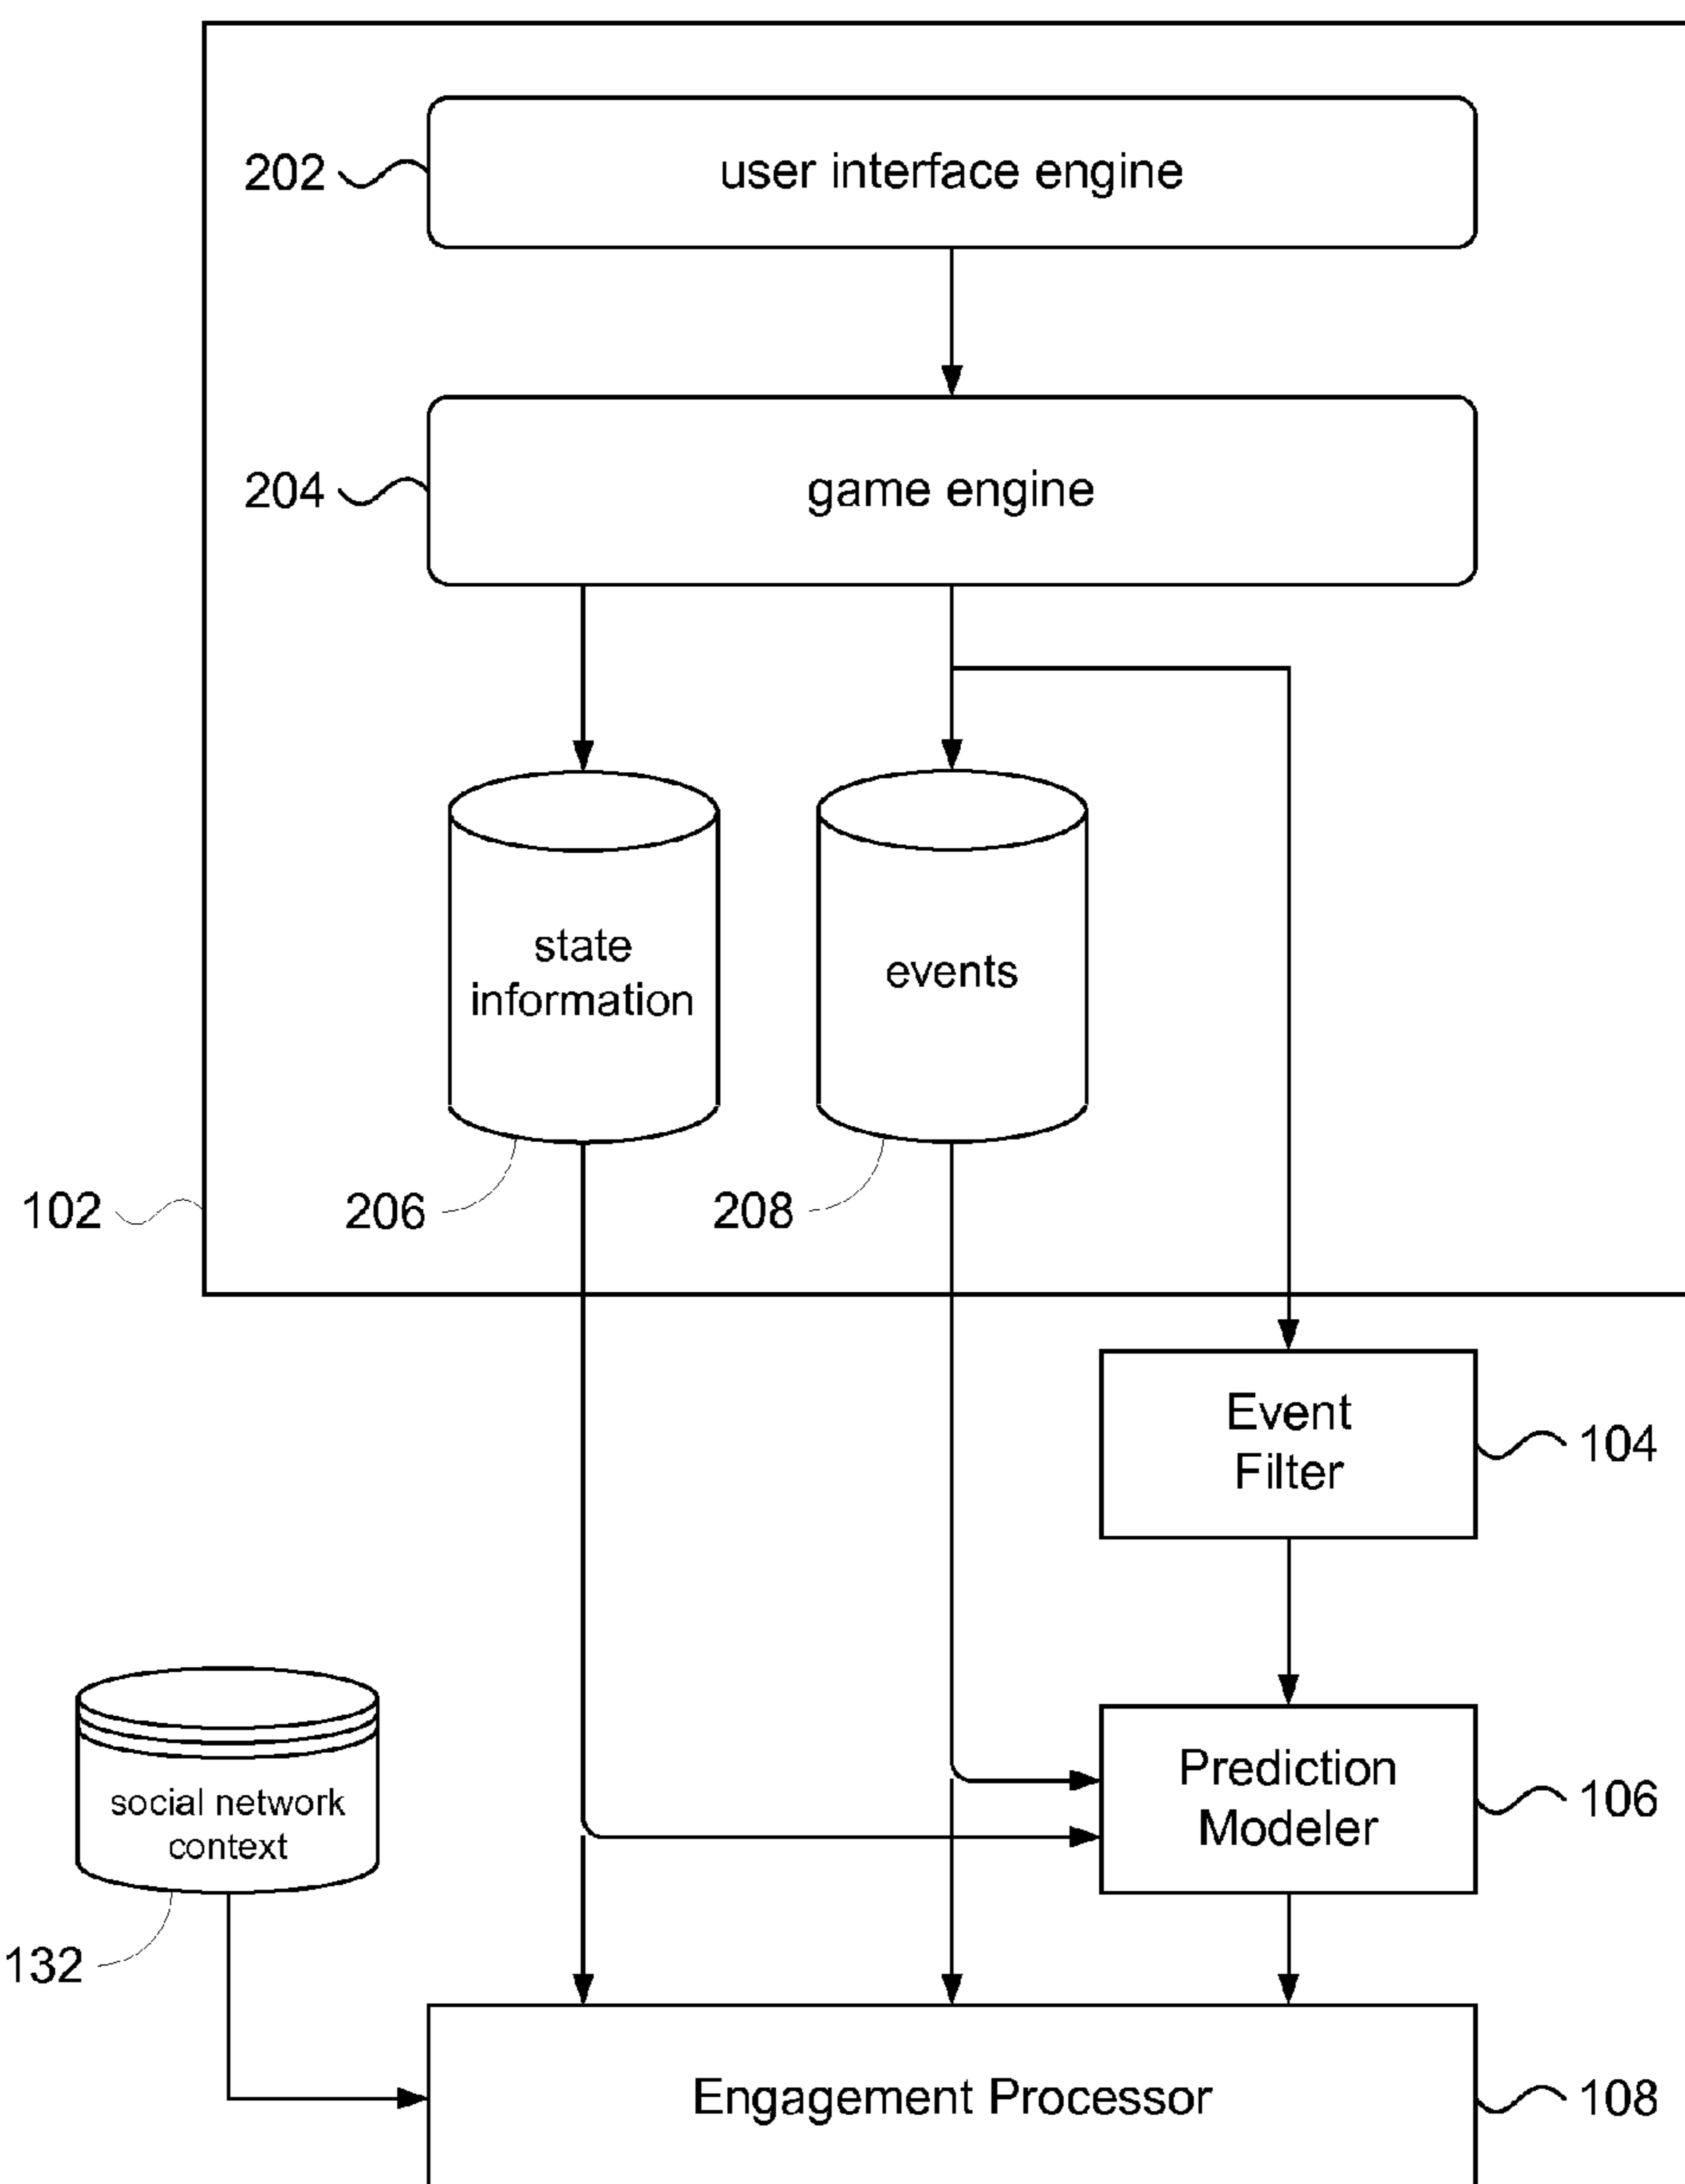 202
user interface engine
204
game engine
state
information
events
102
206
208
Event
Filter
104
social network
context
Prediction
Modeler
106
132
Engagement Processor
108